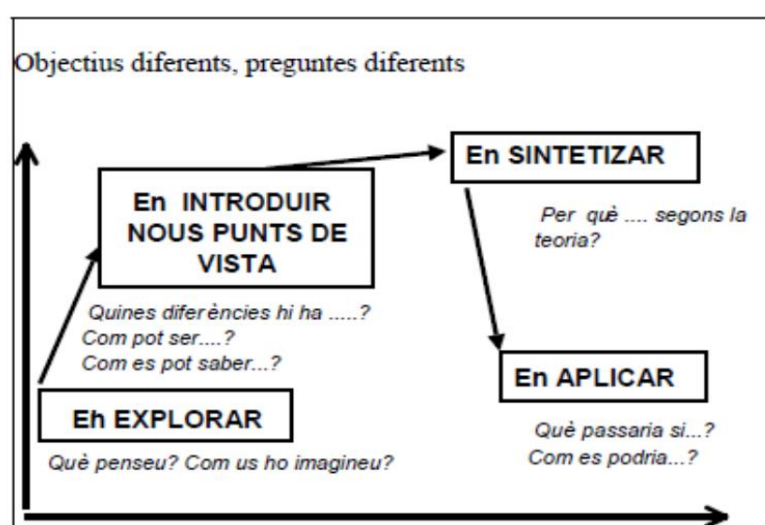 Objectius diferents, preguntes diferents
En INTRODUIR
NOUS PUNTS DE
VISTA
Quines diferències hi ha .....?
Com pot ser....?
Com es pot saber...?
Eh EXPLORAR
Què penseu? Com us ho imagineu?
En SINTETIZAR
Per què .... segons la
teoria?
En APLICAR
Què passaria si...?
Com es podria...?